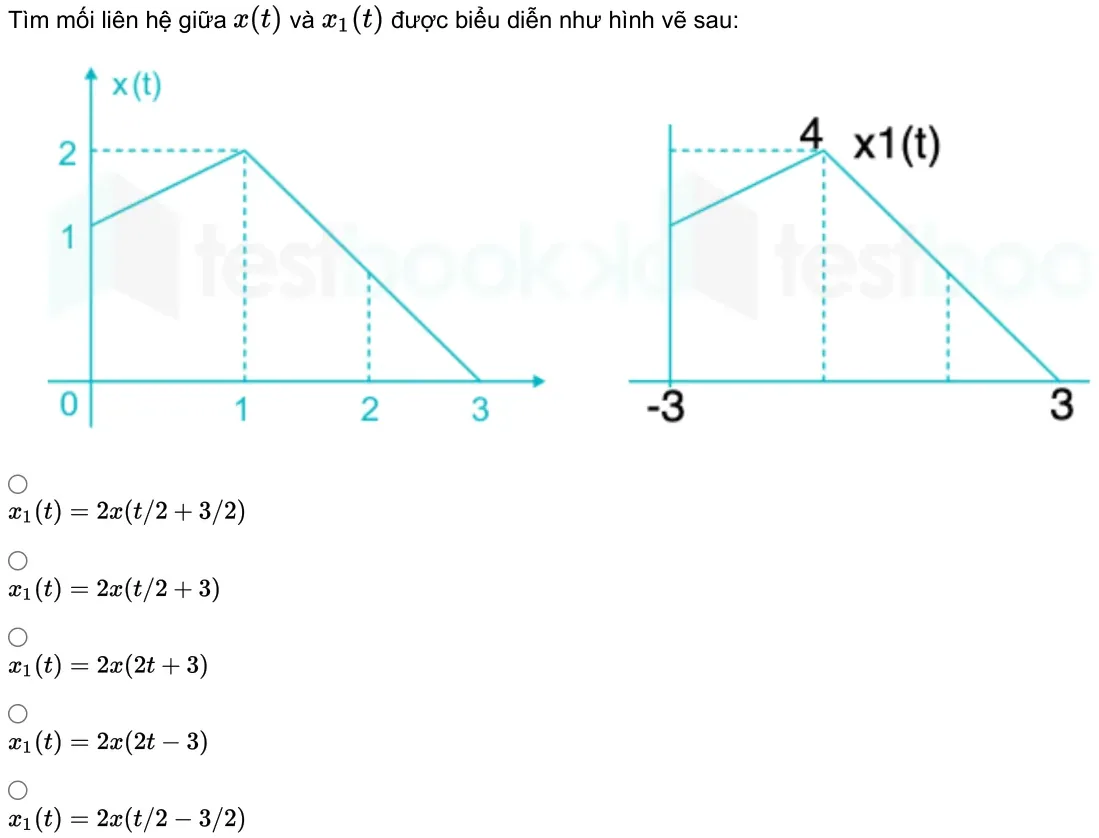 Tìm mối liên hệ giữa x(t) và x₁(t) được biểu diễn như hình vẽ sau:
x(t)
2
1
0
1
2
3
testbook
4
x1(t)
-3
3
testboo
x₁(t) = 2x(t/2 + 3/2)
x₁(t) = 2x(t/2 + 3)
x₁(t) = 2x(2t + 3)
x₁(t) = 2x(2t − 3)
x₁(t) = 2x(t/2 − 3/2)